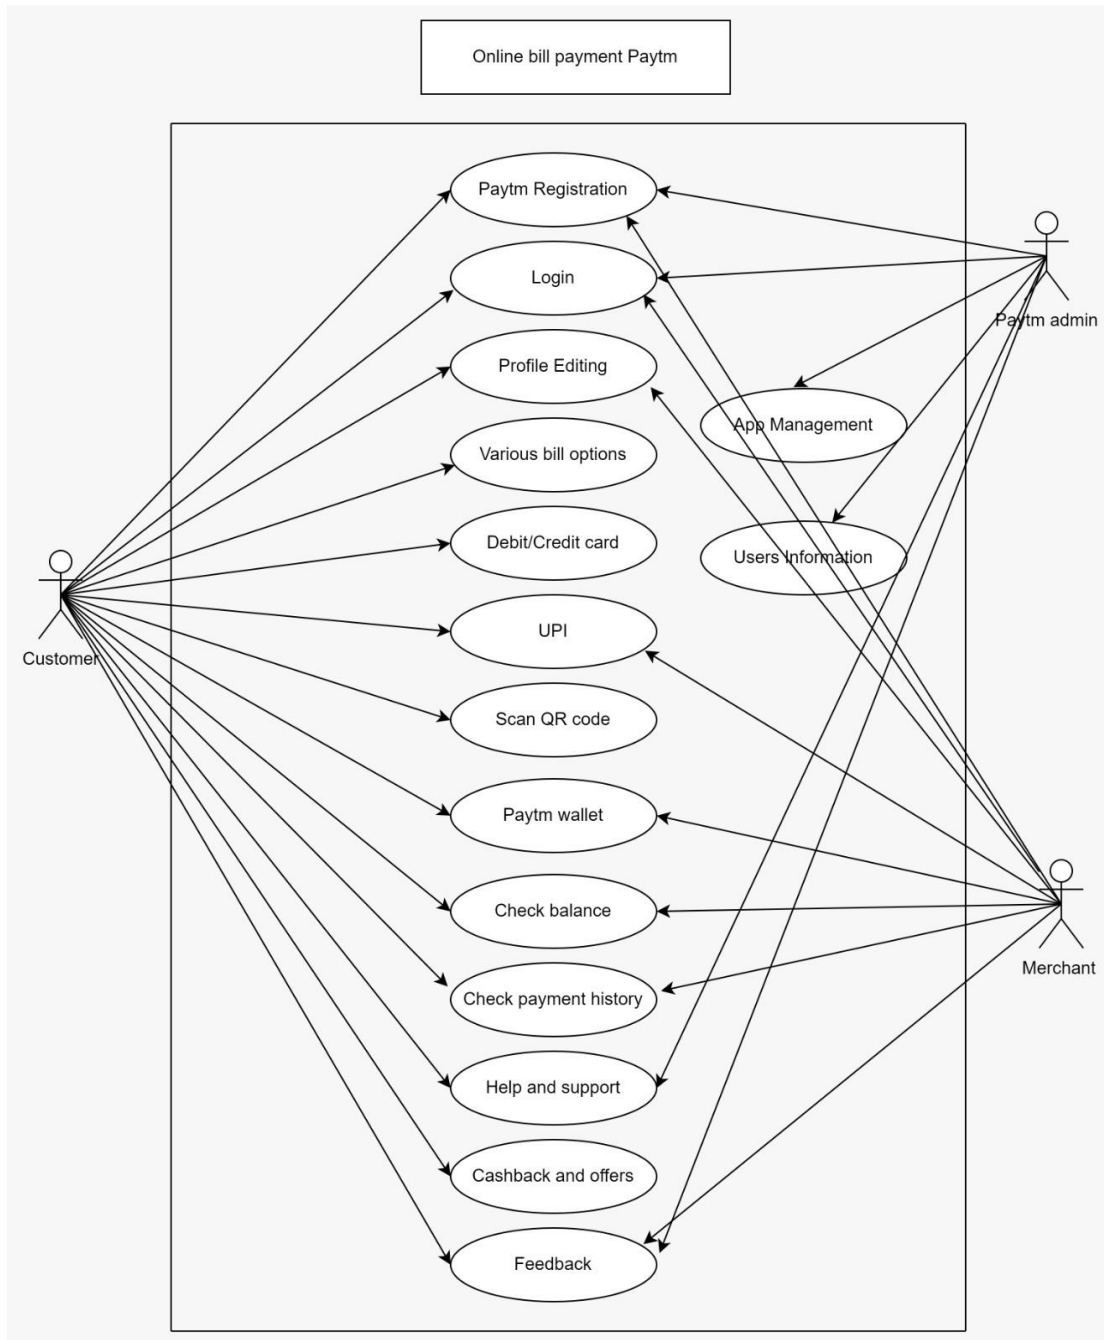 Online bill payment Paytm
Paytm Registration
Login
Profile Editing
Various bill options
Debit/Credit card
UPI
Scan QR code
Paytm wallet
Check balance
Check payment history
Help and support
Cashback and offers
Feedback
App Management
Users Information
Customer
Paytm admin
Merchant